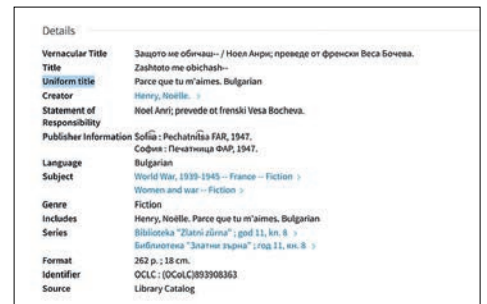 Details
Vernacular Title Защото ме обичаш-- / Ноел Анри; преведе от френски Веса Бочева.
Title Zashtoto me obichash--
Uniform title Parce que tu m'aimes. Bulgarian
Creator Henry, Noëlle. >
Statement of Responsibility Noel Anri; prevede ot frenski Vesa Bocheva.
Publisher Information Sofii͡a : Pechatnit͡sa FAR, 1947.
София : Печатница ФАР, 1947.
Language Bulgarian
Subject World War, 1939-1945 -- France -- Fiction >
Women and war -- Fiction >
Genre Fiction
Includes Henry, Noëlle. Parce que tu m'aimes. Bulgarian
Series Biblioteka "Zlatni zŭrna" ; god 11, kn. 8 >
Библиотека "Златни зърна" ; год 11, кн. 8 >
Format 262 p. ; 18 cm.
Identifier OCLC : (OCoLC)893908363
Source Library Catalog